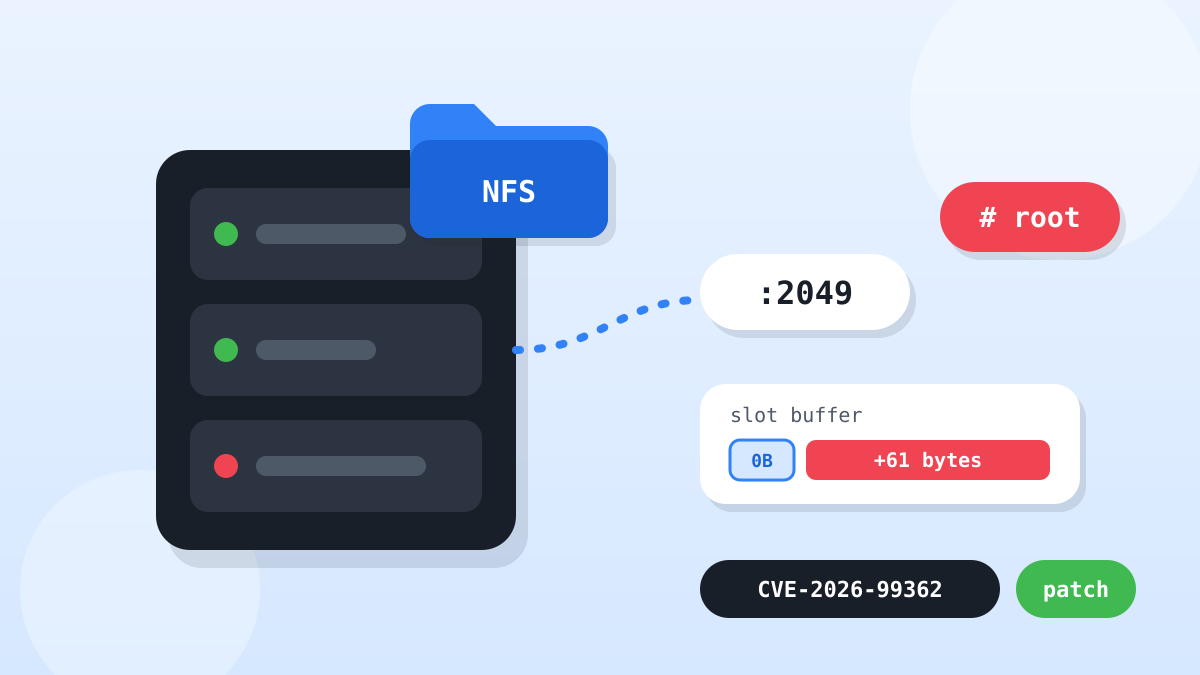 NFS
# root
:2049
slot buffer
0B
+61 bytes
CVE-2026-99362
patch